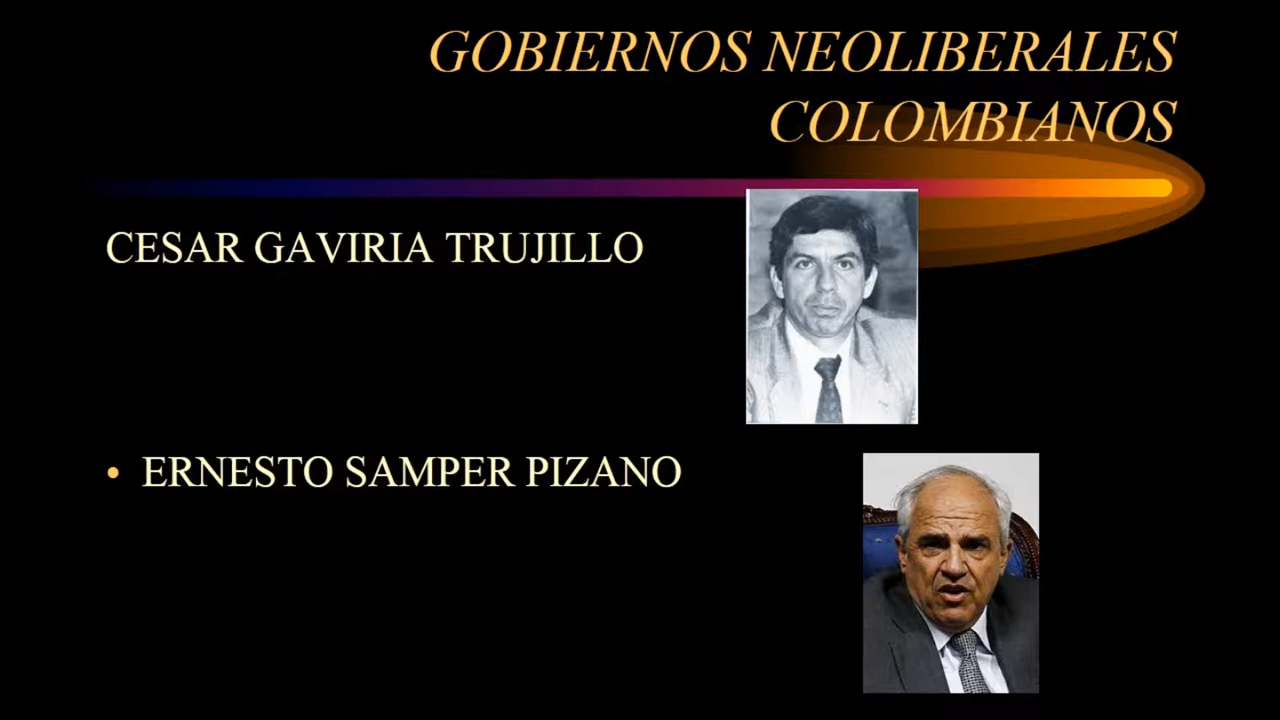 GOBIERNOS NEOLIBERALES
COLOMBIANOS
CESAR GAVIRIA TRUJILLO
• ERNESTO SAMPER PIZANO